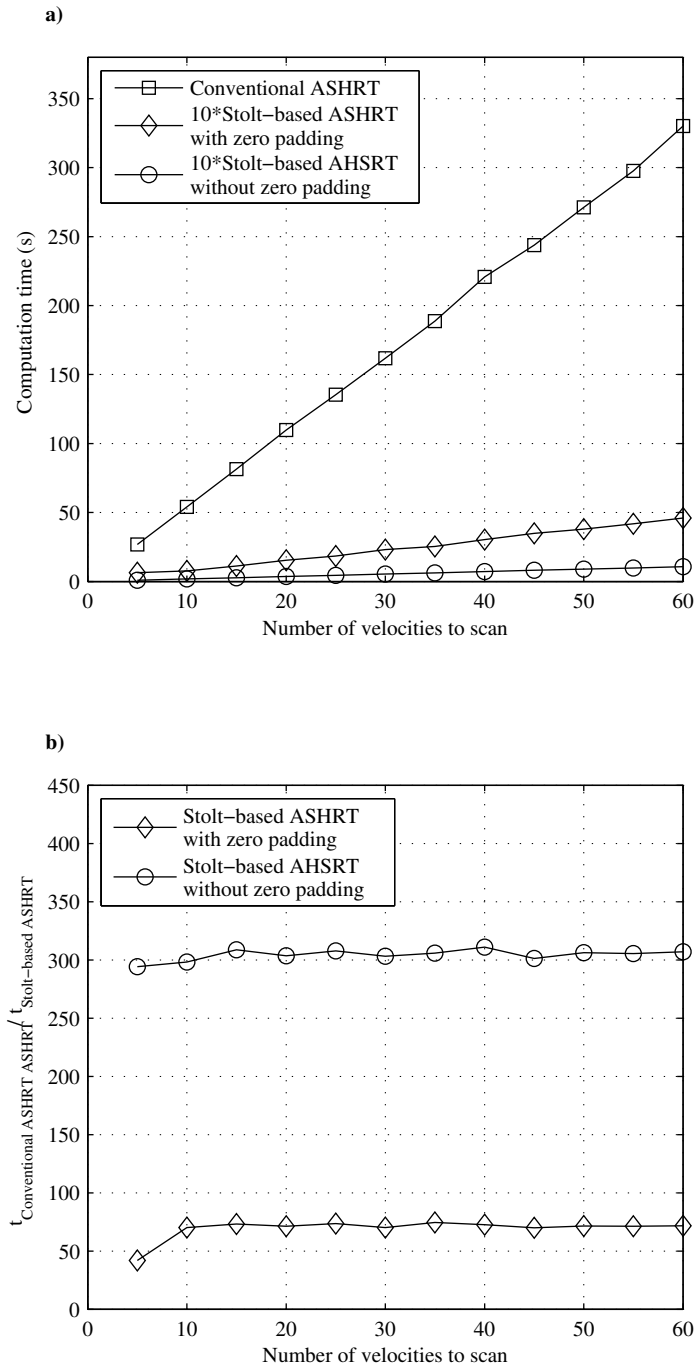 a)
Conventional ASHRT
10*Stolt−based ASHRT
with zero padding
10*Stolt−based AHSRT
without zero padding
350
300
250
200
150
100
50
0
Computation time (s)
0 10 20 30 40 50 60
Number of velocities to scan
b)
Stolt−based ASHRT
with zero padding
Stolt−based AHSRT
without zero padding
450
400
350
300
250
200
150
100
50
0
t Conventional ASHRT ASHRT / t Stolt−based ASHRT
0 10 20 30 40 50 60
Number of velocities to scan